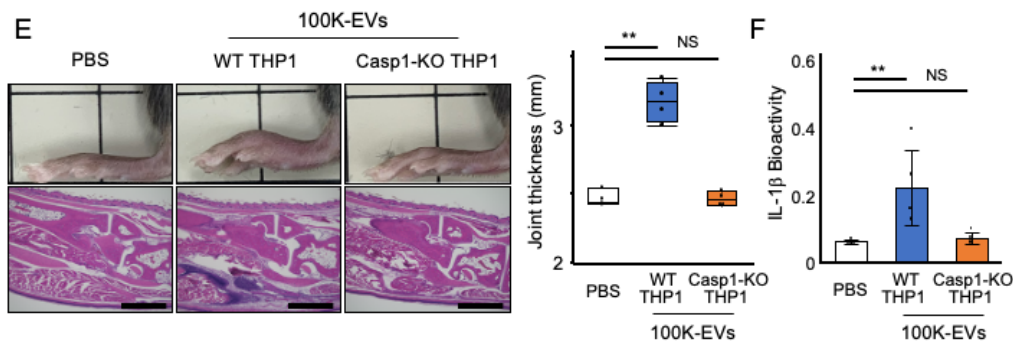 E
100K-EVs
PBS
WT THP1
Casp1-KO THP1
Joint thickness (mm)
**
NS
3
2
PBS
WT
THP1
Casp1-KO
THP1
100K-EVs
F
IL-1β Bioactivity
**
NS
0.6
0.4
0.2
0
PBS
WT
THP1
Casp1-KO
THP1
100K-EVs